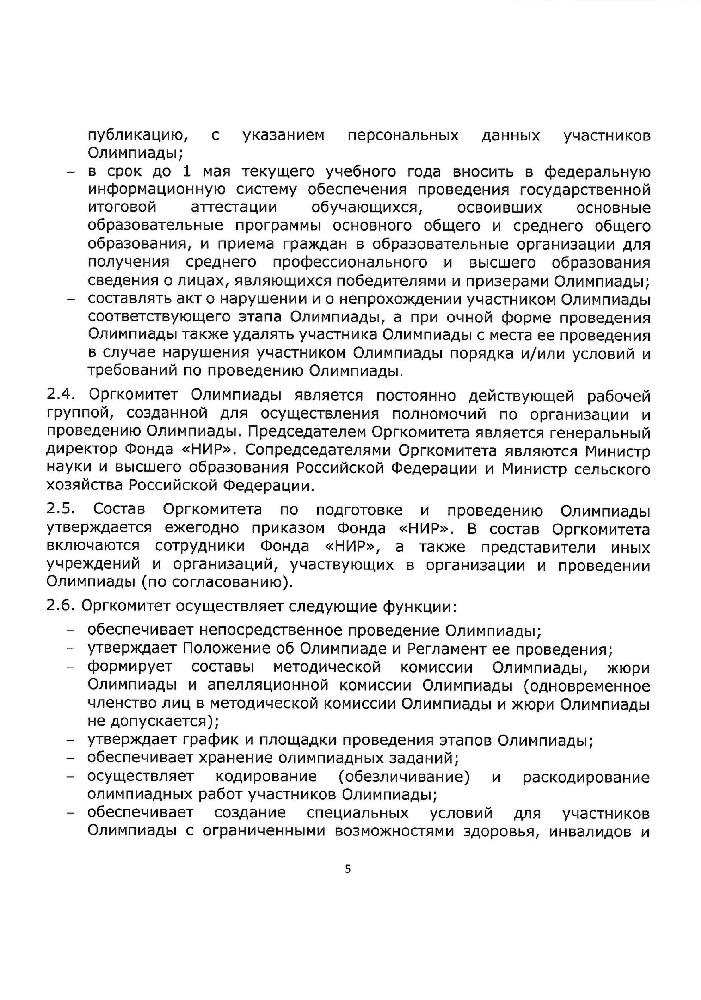 публикацию, с указанием персональных данных участников
Олимпиады;
– в срок до 1 мая текущего учебного года вносить в федеральную
информационную систему обеспечения проведения государственной
итоговой аттестации обучающихся, освоивших основные
образовательные программы основного общего и среднего общего
образования, и приема граждан в образовательные организации для
получения среднего профессионального и высшего образования
сведения о лицах, являющихся победителями и призерами Олимпиады;
– составлять акт о нарушении и о непрохождении участником Олимпиады
соответствующего этапа Олимпиады, а при очной форме проведения
Олимпиады также удалять участника Олимпиады с места ее проведения
в случае нарушения участником Олимпиады порядка и/или условий и
требований по проведению Олимпиады.
2.4. Оргкомитет Олимпиады является постоянно действующей рабочей
группой, созданной для осуществления полномочий по организации и
проведению Олимпиады. Председателем Оргкомитета является генеральный
директор Фонда «НИР». Сопредседателями Оргкомитета являются Министр
науки и высшего образования Российской Федерации и Министр сельского
хозяйства Российской Федерации.
2.5. Состав Оргкомитета по подготовке и проведению Олимпиады
утверждается ежегодно приказом Фонда «НИР». В состав Оргкомитета
включаются сотрудники Фонда «НИР», а также представители иных
учреждений и организаций, участвующих в организации и проведении
Олимпиады (по согласованию).
2.6. Оргкомитет осуществляет следующие функции:
– обеспечивает непосредственное проведение Олимпиады;
– утверждает Положение об Олимпиаде и Регламент ее проведения;
– формирует составы методической комиссии Олимпиады, жюри
Олимпиады и апелляционной комиссии Олимпиады (одновременное
членство лиц в методической комиссии Олимпиады и жюри Олимпиады
не допускается);
– утверждает график и площадки проведения этапов Олимпиады;
– обеспечивает хранение олимпиадных заданий;
– осуществляет кодирование (обезличивание) и раскодирование
олимпиадных работ участников Олимпиады;
– обеспечивает создание специальных условий для участников
Олимпиады с ограниченными возможностями здоровья, инвалидов и
5